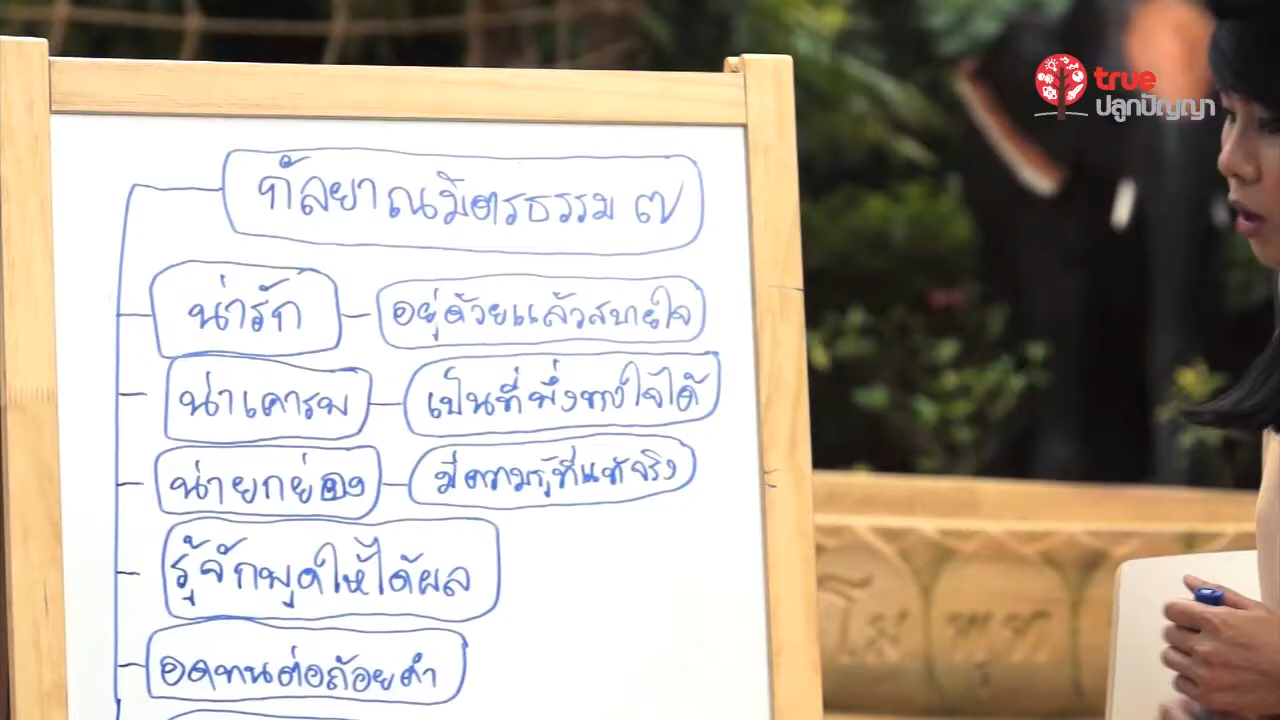 true
ปลูกปัญญา
กัลยาณมิตรธรรม ๗
น่ารัก อยู่ด้วยแล้วสบายใจ
น่าเคารพ เป็นที่พึ่งทางใจได้
น่ายกย่อง มีความรู้ที่แท้จริง
รู้จักพูดให้ได้ผล
อดทนต่อถ้อยคำ